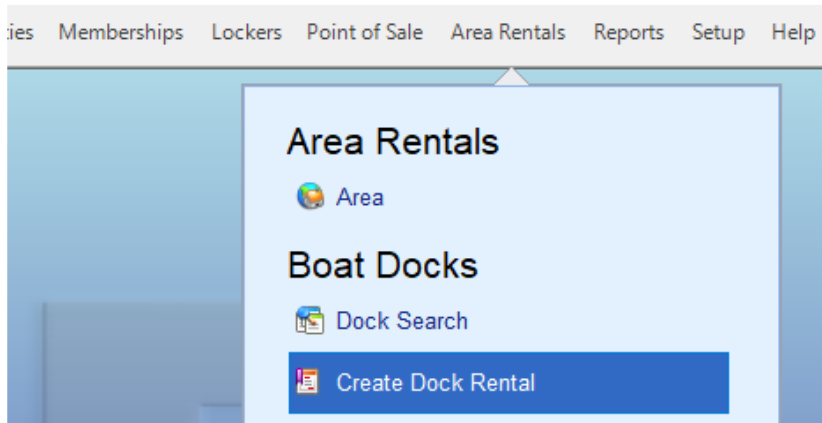 ies Memberships Lockers Point of Sale Area Rentals Reports Setup Help
Area Rentals
Area
Boat Docks
Dock Search
Create Dock Rental